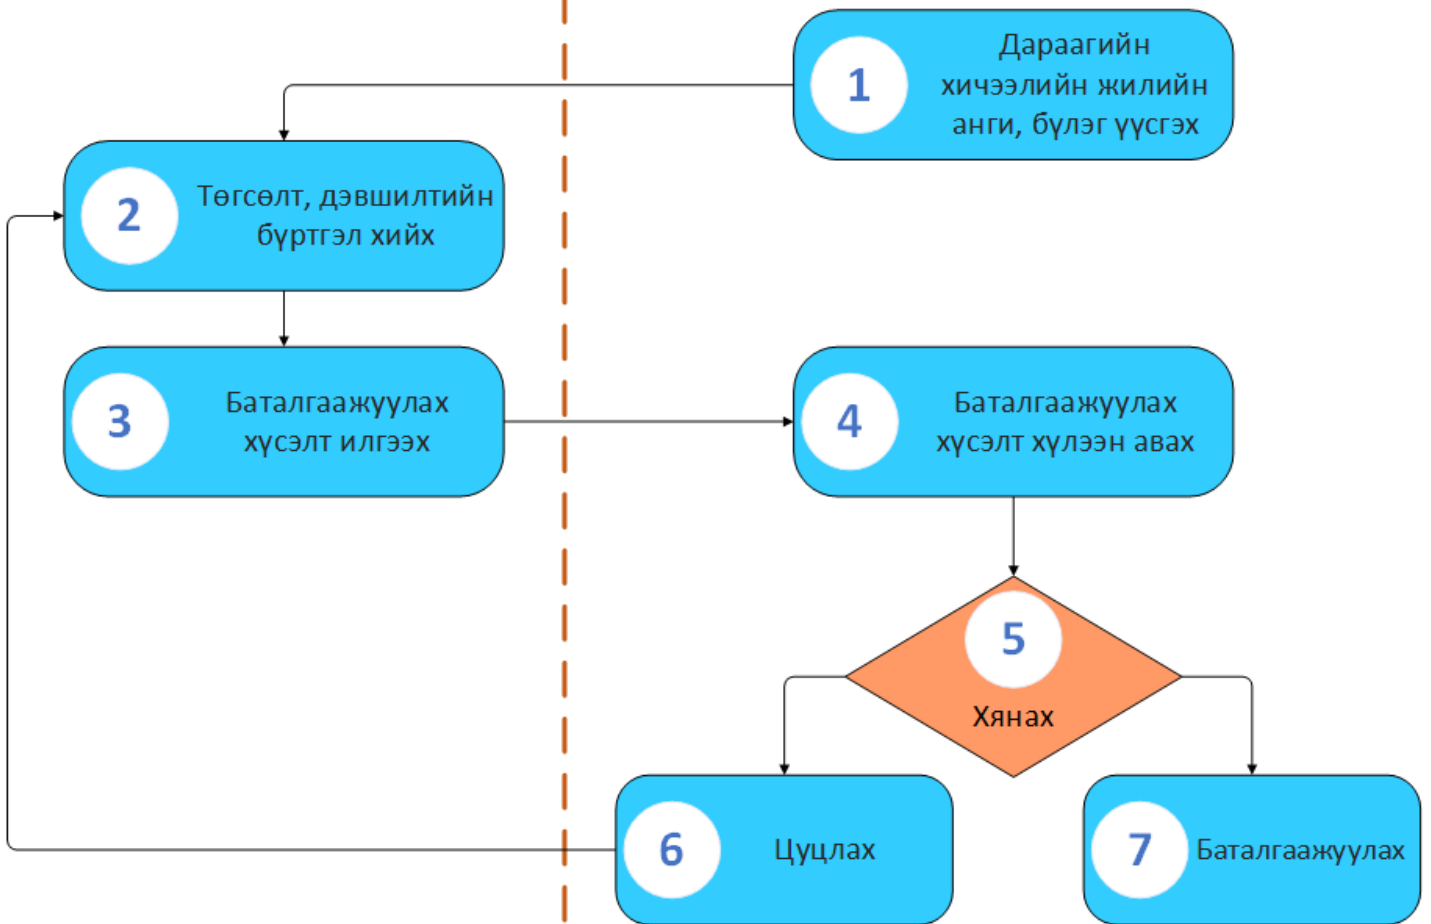 1
Дараагийн
хичээлийн жилийн
анги, бүлэг үүсгэх
2
Төгсөлт, дэвшилтийн
бүртгэл хийх
3
Баталгаажуулах
хүсэлт илгээх
4
Баталгаажуулах
хүсэлт хүлээн авах
5
Хянах
6
Цуцлах
7
Баталгаажуулах